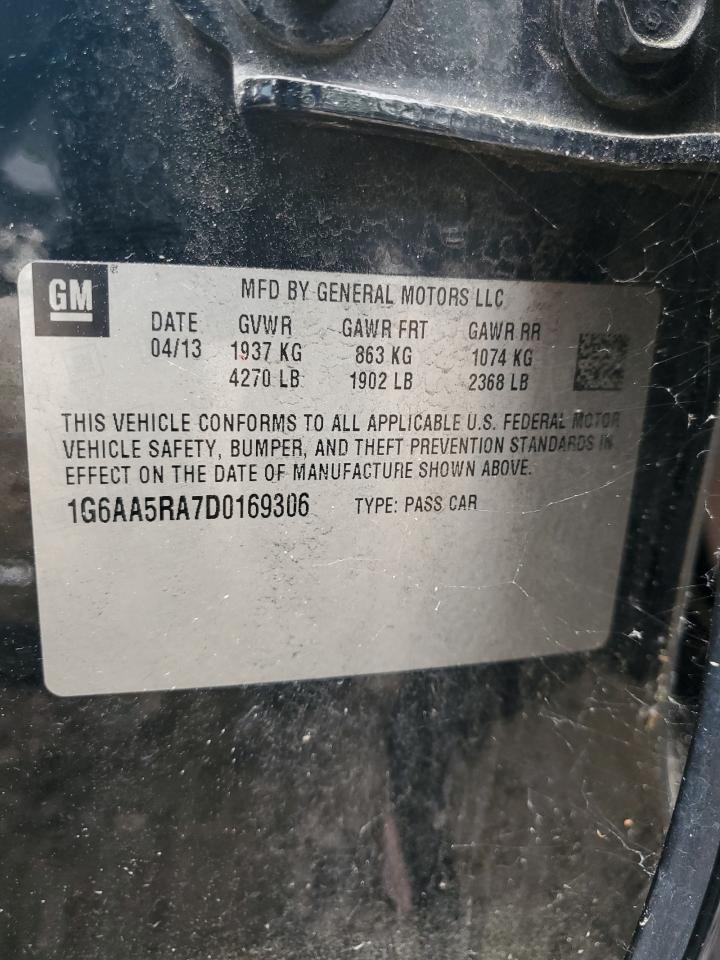 GM
MFD BY GENERAL MOTORS LLC
DATE GVWR GAWR FRT GAWR RR
04/13 1937 KG 863 KG 1074 KG
4270 LB 1902 LB 2368 LB
THIS VEHICLE CONFORMS TO ALL APPLICABLE U.S. FEDERAL MOTOR
VEHICLE SAFETY, BUMPER, AND THEFT PREVENTION STANDARDS IN
EFFECT ON THE DATE OF MANUFACTURE SHOWN ABOVE.
1G6AA5RA7D0169306 TYPE: PASS CAR